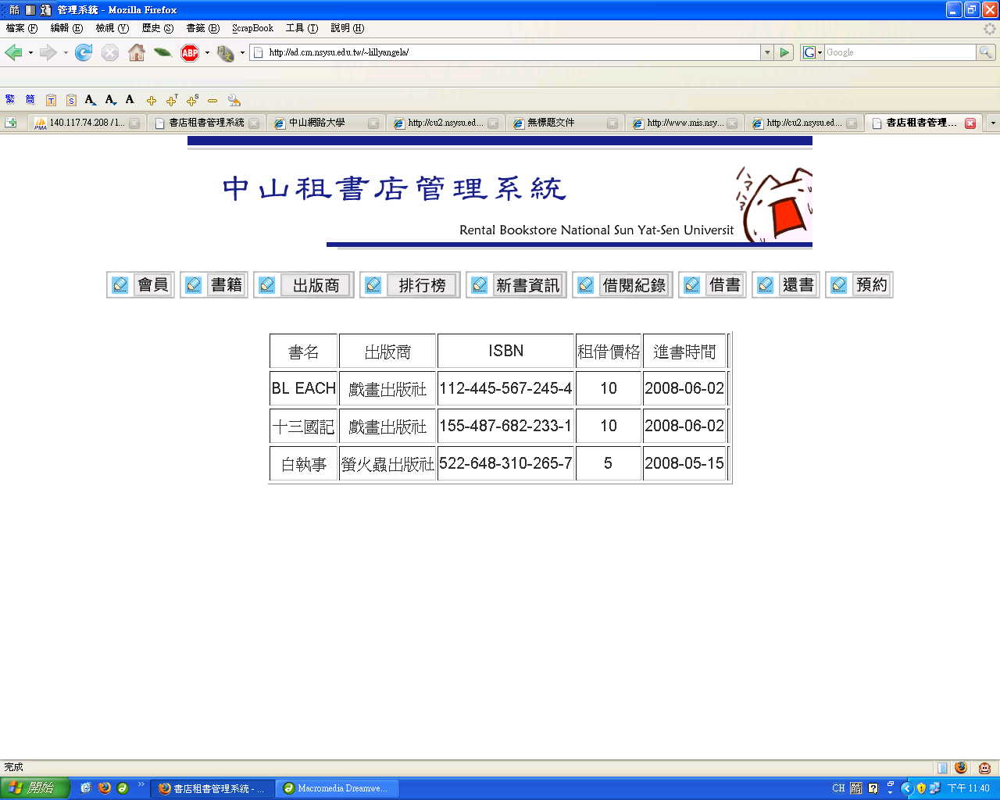 酷 管理系統 - Mozilla Firefox
檔案 (F) 編輯 (E) 檢視 (V) 歷史 (S) 書籤 (B) ScrapBook 工具 (T) 說明 (H)
ABP http://ad.cm.nsysu.edu.tw/~lillyangela/ G Google
繁 簡 T S A A A T S
PMA 140.117.74.208 / l... 書店租書管理系統 中山網路大學 http://cu2.nsysu.ed... 無標題文件 http://www.mis.nsy... http://cu2.nsysu.ed... 書店租書管理...
中山租書店管理系統
Rental Bookstore National Sun Yat-Sen Universit
會員 書籍 出版商 排行榜 新書資訊 借閱紀錄 借書 還書 預約
書名 出版商 ISBN 租借價格 進書時間
BL EACH 戲畫出版社 112-445-567-245-4 10 2008-06-02
十三國記 戲畫出版社 155-487-682-233-1 10 2008-06-02
白執事 螢火蟲出版社 522-648-310-265-7 5 2008-05-15
完成
開始 書店租書管理系統 - ... Macromedia Dreamwe... CH 酷 下午 11:40